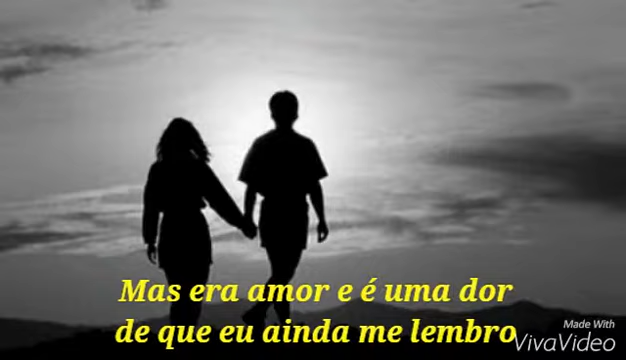 Mas era amor e é uma dor
de que eu ainda me lembro
Made With
VivaVideo